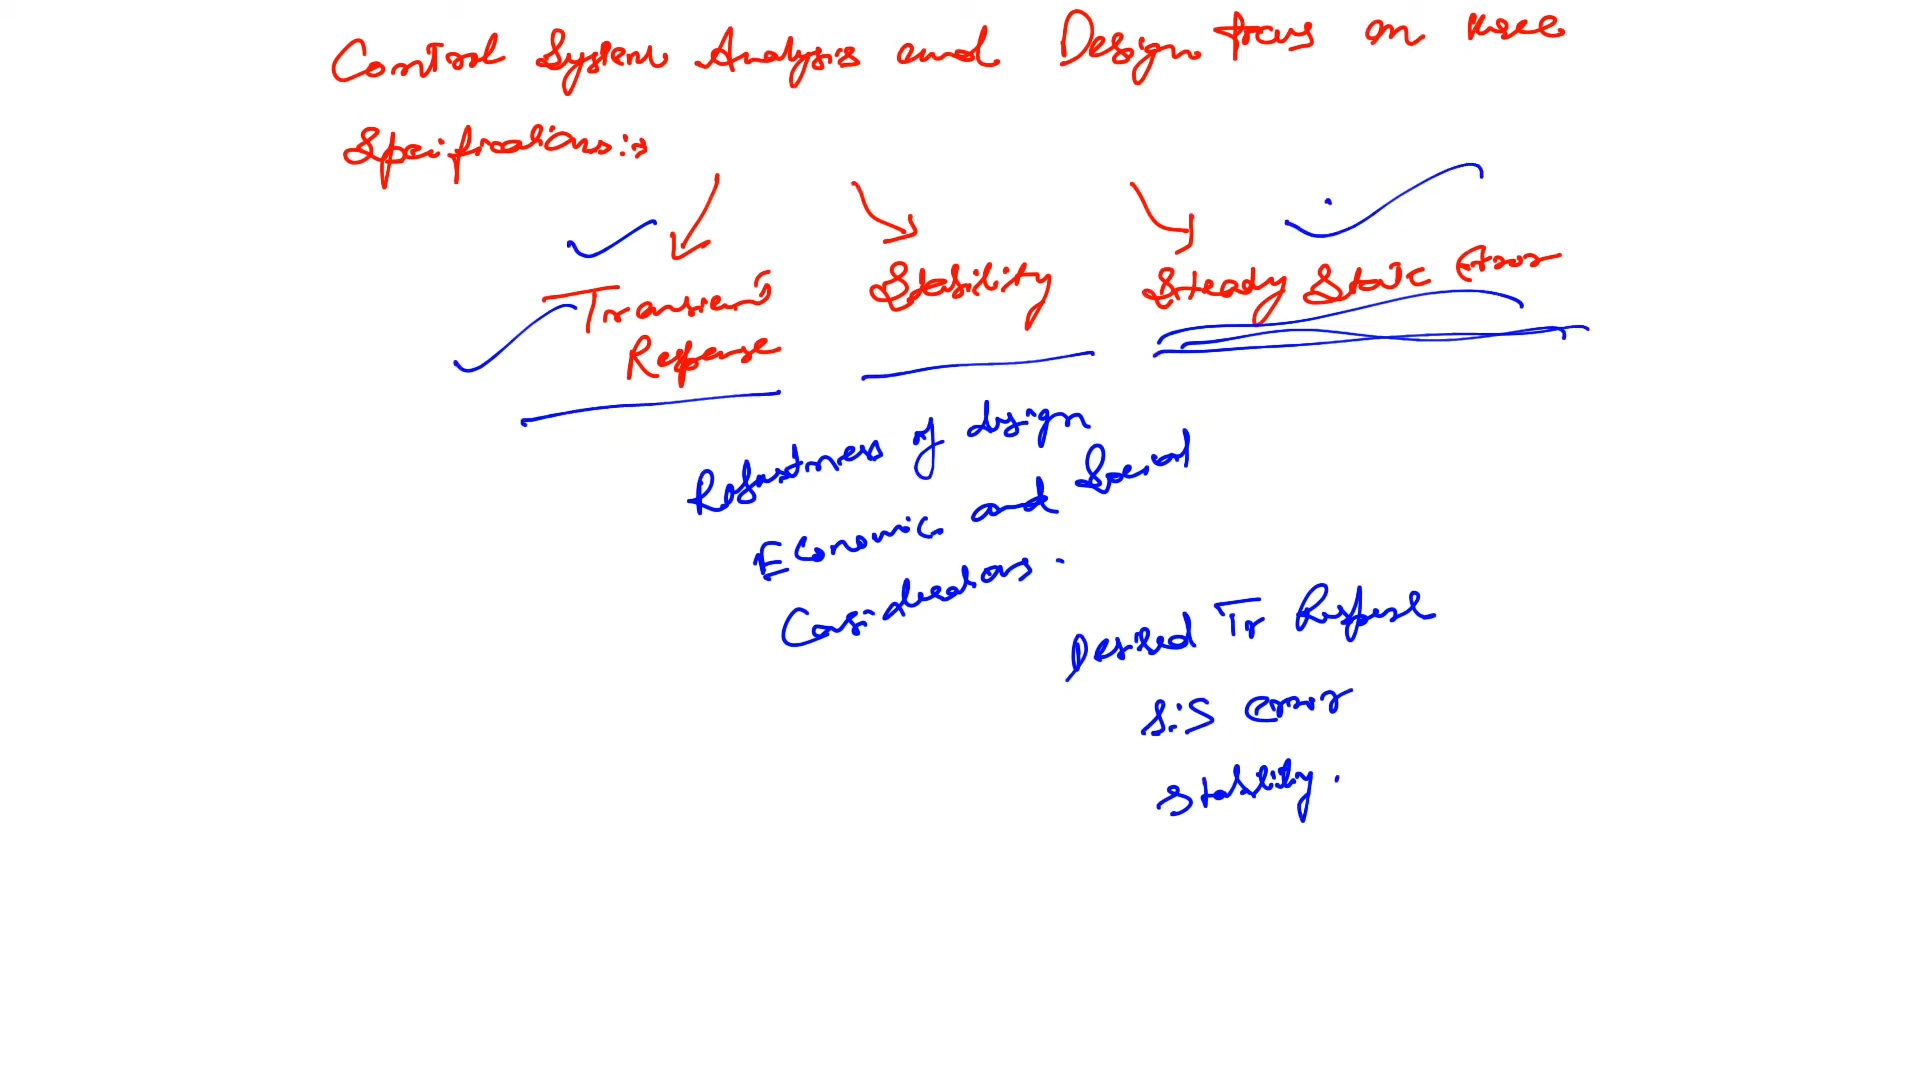 Control System Analysis and Design focus on three
Specifications:→
Transient Stability Steady State Error
Response
Robustness of design
Economic and Social
Considerations.
Desired Tr Response
S.S error
Stability.